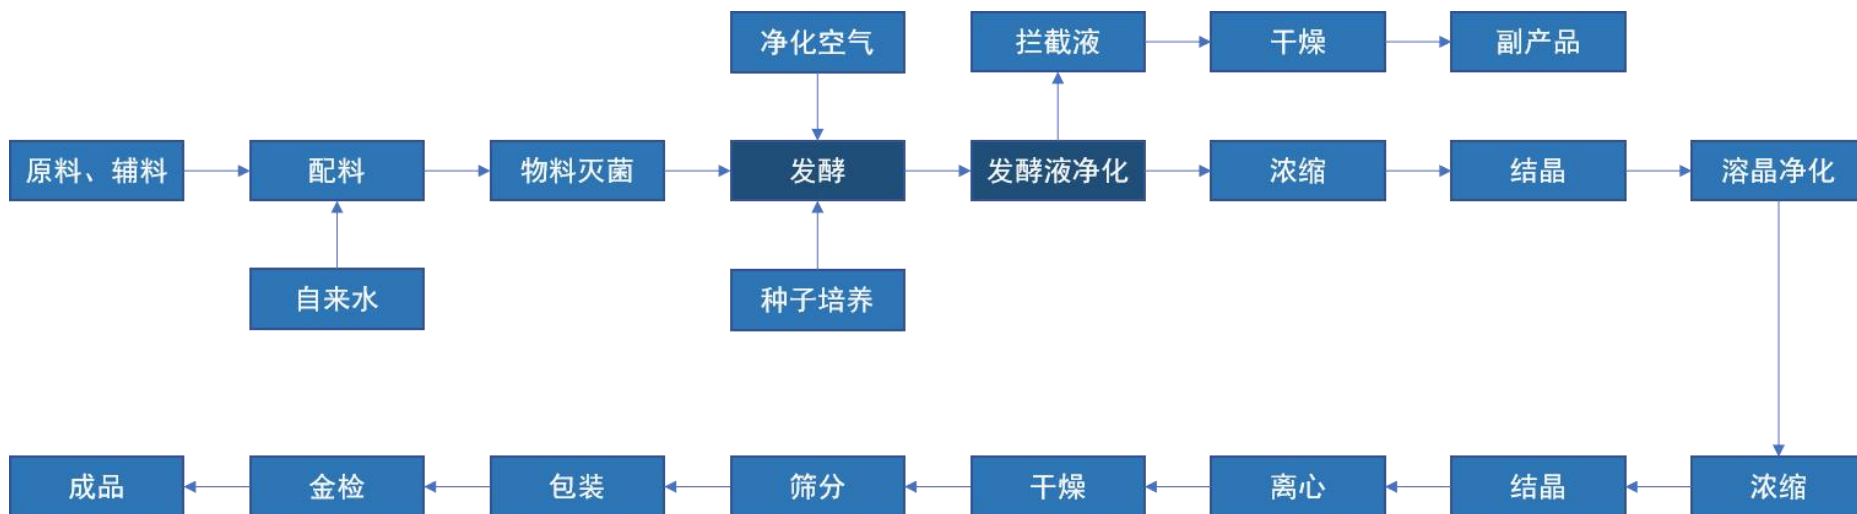 净化空气
拦截液
干燥
副产品
原料、辅料
配料
物料灭菌
发酵
发酵液净化
浓缩
结晶
溶晶净化
自来水
种子培养
成品
金检
包装
筛分
干燥
离心
结晶
浓缩